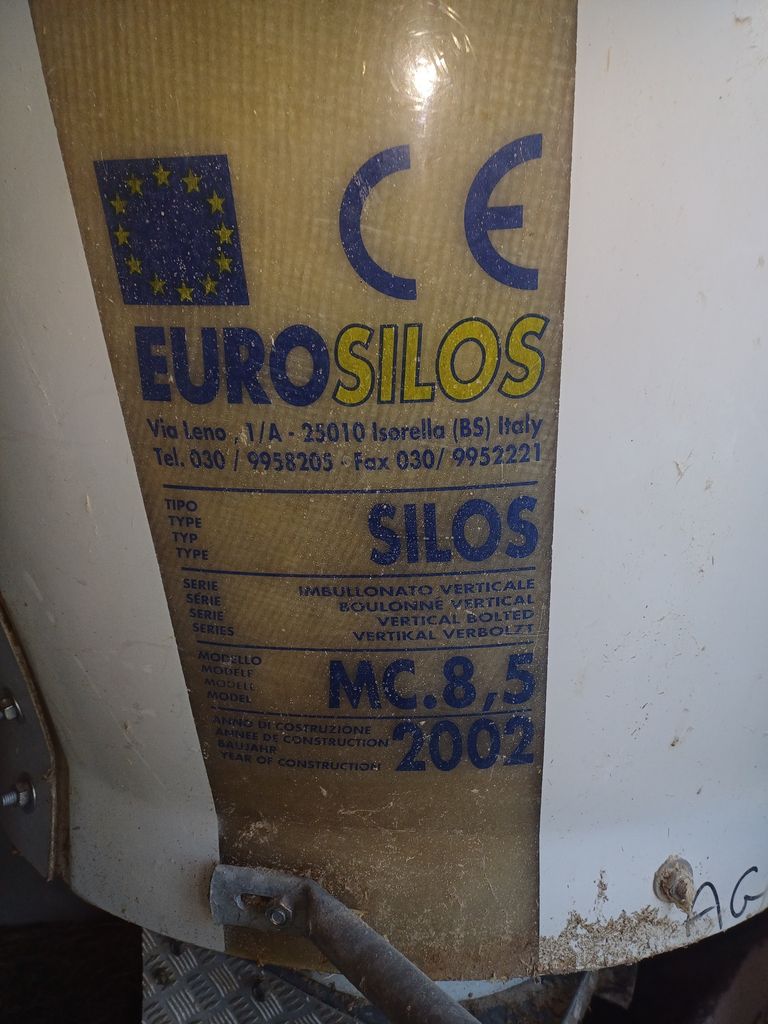 CE
EUROSILOS
Via Leno , 1/A - 25010 Isorella (BS) Italy
Tel. 030 / 9958205 - Fax 030/ 9952221
TIPO
TYPE
TYP
TYPE
SILOS
SERIE
SÉRIE
SERIE
SERIES
IMBULLONATO VERTICALE
BOULONNÉ VERTICAL
VERTICAL BOLTED
VERTIKAL VERBOLZT
MODELLO
MODELE
MODELL
MODEL
MC.8,5
ANNO DI COSTRUZIONE
ANNEE DE CONSTRUCTION
BAUJAHR
YEAR OF CONSTRUCTION
2002
AG